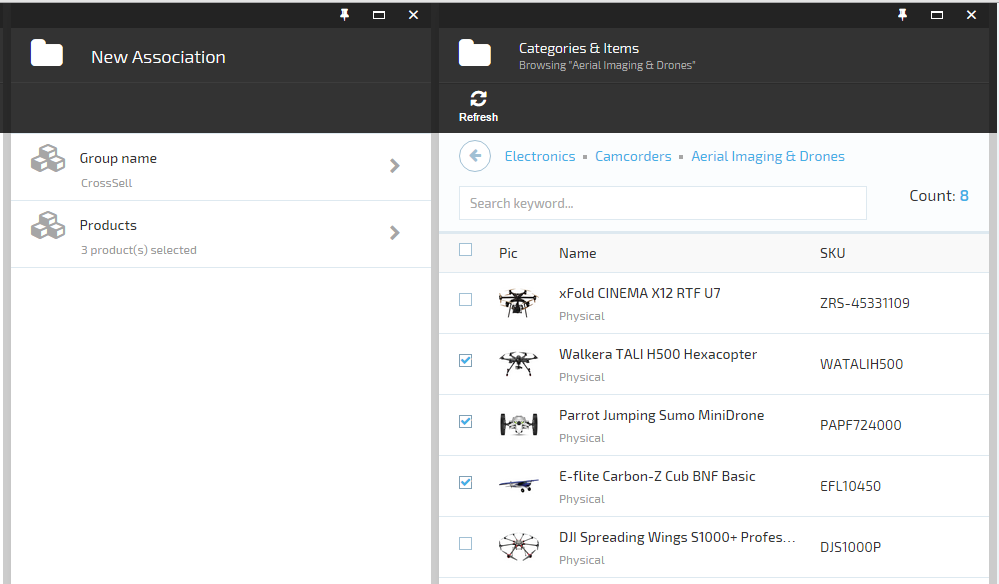 New Association
Group name
CrossSell
Products
3 product(s) selected
Categories & Items
Browsing "Aerial Imaging & Drones"
Refresh
Electronics ▪ Camcorders ▪ Aerial Imaging & Drones
Search keyword...
Count: 8
Pic Name SKU
xFold CINEMA X12 RTF U7
Physical
ZRS-45331109
Walkera TALI H500 Hexacopter
Physical
WATALIH500
Parrot Jumping Sumo MiniDrone
Physical
PAPF724000
E-flite Carbon-Z Cub BNF Basic
Physical
EFL10450
DJI Spreading Wings S1000+ Profes...
Physical
DJS1000P